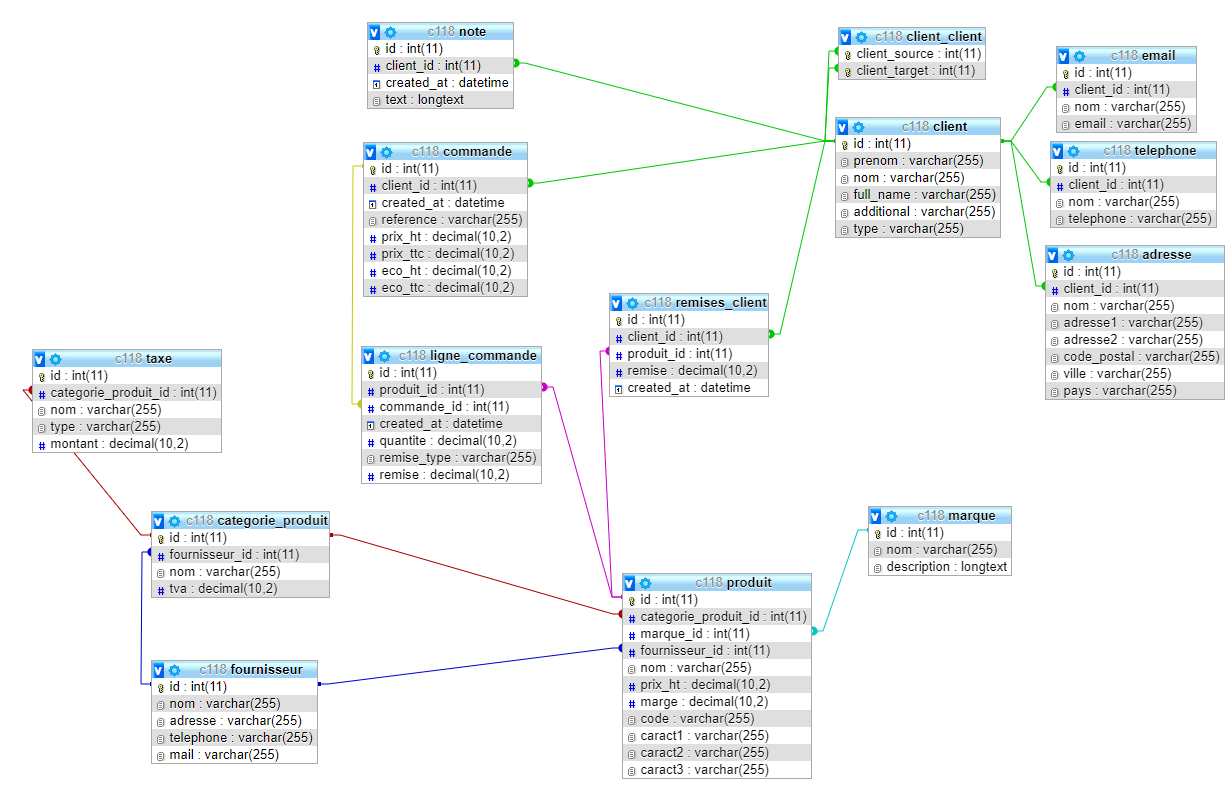 c118 note
id : int(11)
client_id : int(11)
created_at : datetime
text : longtext
c118 client_client
client_source : int(11)
client_target : int(11)
c118 email
id : int(11)
client_id : int(11)
nom : varchar(255)
email : varchar(255)
c118 commande
id : int(11)
client_id : int(11)
created_at : datetime
reference : varchar(255)
prix_ht : decimal(10,2)
prix_ttc : decimal(10,2)
eco_ht : decimal(10,2)
eco_ttc : decimal(10,2)
c118 client
id : int(11)
prenom : varchar(255)
nom : varchar(255)
full_name : varchar(255)
additional : varchar(255)
type : varchar(255)
c118 telephone
id : int(11)
client_id : int(11)
nom : varchar(255)
telephone : varchar(255)
c118 adresse
id : int(11)
client_id : int(11)
nom : varchar(255)
adresse1 : varchar(255)
adresse2 : varchar(255)
code_postal : varchar(255)
ville : varchar(255)
pays : varchar(255)
c118 remises_client
id : int(11)
client_id : int(11)
produit_id : int(11)
remise : decimal(10,2)
created_at : datetime
c118 taxe
id : int(11)
categorie_produit_id : int(11)
nom : varchar(255)
type : varchar(255)
montant : decimal(10,2)
c118 ligne_commande
id : int(11)
produit_id : int(11)
commande_id : int(11)
created_at : datetime
quantite : decimal(10,2)
remise_type : varchar(255)
remise : decimal(10,2)
c118 categorie_produit
id : int(11)
fournisseur_id : int(11)
nom : varchar(255)
tva : decimal(10,2)
c118 marque
id : int(11)
nom : varchar(255)
description : longtext
c118 produit
id : int(11)
categorie_produit_id : int(11)
marque_id : int(11)
fournisseur_id : int(11)
nom : varchar(255)
prix_ht : decimal(10,2)
marge : decimal(10,2)
code : varchar(255)
caract1 : varchar(255)
caract2 : varchar(255)
caract3 : varchar(255)
c118 fournisseur
id : int(11)
nom : varchar(255)
adresse : varchar(255)
telephone : varchar(255)
mail : varchar(255)